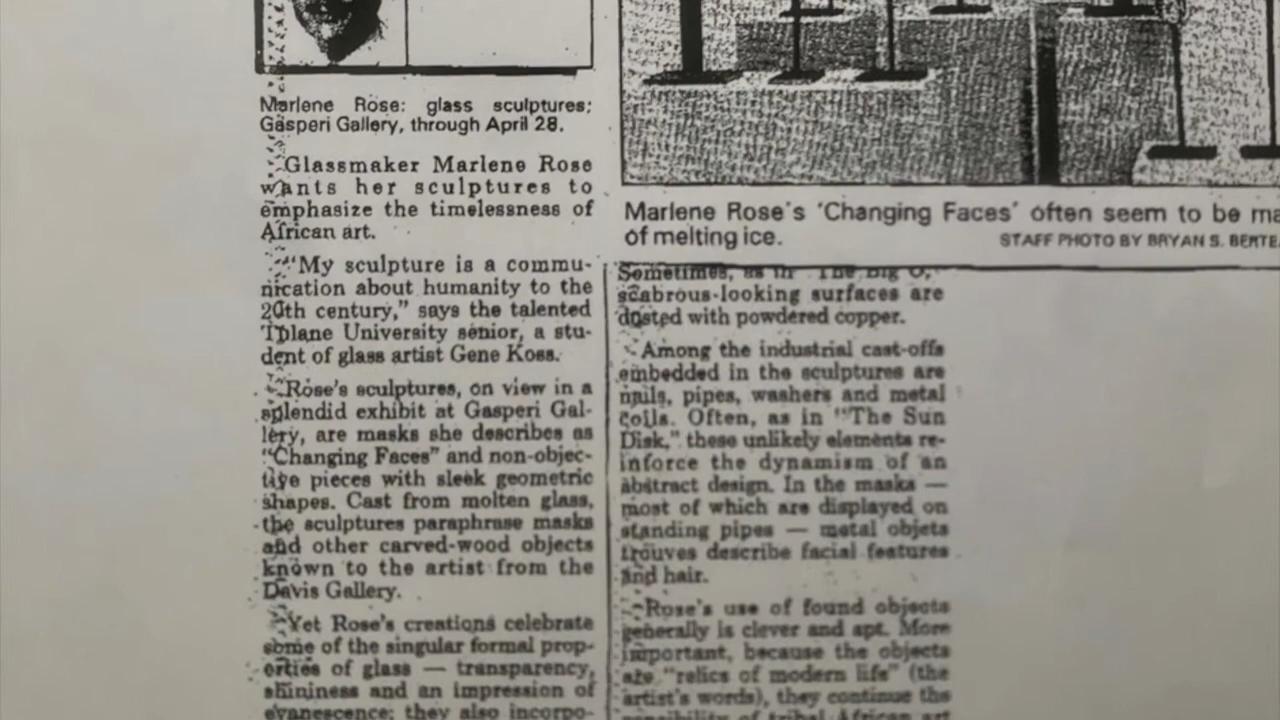 Marlene Rose: glass sculptures;
Gasperi Gallery, through April 28.
Glassmaker Marlene Rose
wants her sculptures to
emphasize the timelessness of
African art.
"My sculpture is a commu-
nication about humanity to the
20th century," says the talented
Tulane University senior, a stu-
dent of glass artist Gene Koss.
Rose's sculptures, on view in a
splendid exhibit at Gasperi Gal-
lery, are masks she describes as
"Changing Faces" and non-objec-
tive pieces with sleek geometric
shapes. Cast from molten glass,
the sculptures paraphrase masks
and other carved-wood objects
known to the artist from the
Davis Gallery.
Yet Rose's creations celebrate
some of the singular formal prop-
erties of glass — transparency,
shininess and an impression of
evanescence; they also incorpo-
Marlene Rose's 'Changing Faces' often seem to be ma
of melting ice.
STAFF PHOTO BY BRYAN S. BERTE
Sometimes, as in "The Big O,"
scabrous-looking surfaces are
dusted with powdered copper.
Among the industrial cast-offs
embedded in the sculptures are
nails, pipes, washers and metal
coils. Often, as in "The Sun
Disk," these unlikely elements re-
inforce the dynamism of an
abstract design. In the masks —
most of which are displayed on
standing pipes — metal objets
trouves describe facial features
and hair.
Rose's use of found objects
generally is clever and apt. More
important, because the objects
are "relics of modern life" (the
artist's words), they continue the
sensibility of tribal African art